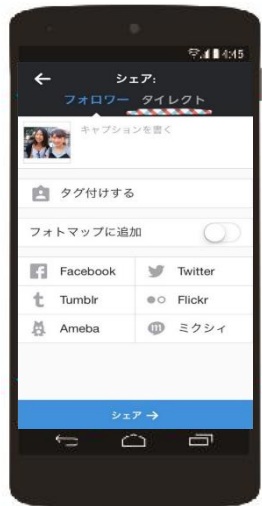 4:45
シェア:
フォロワー タイレクト
キャプションを書く
タグ付けする
フォトマップに追加
Facebook Twitter
Tumblr Flickr
Ameba ミクシィ
シェア →